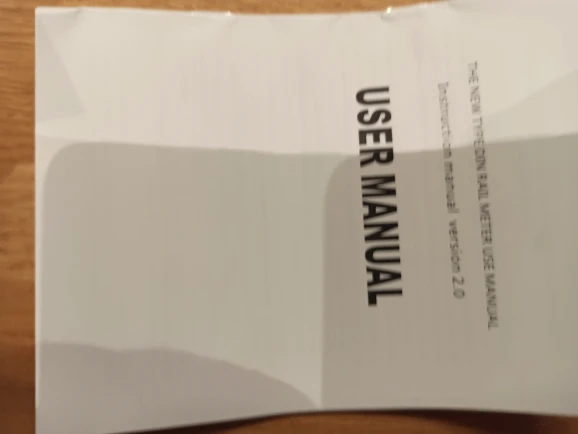 THE NEW TYPE:DIN RAIL METER USE MANUAL
Instruction manual version 2.0
USER MANUAL